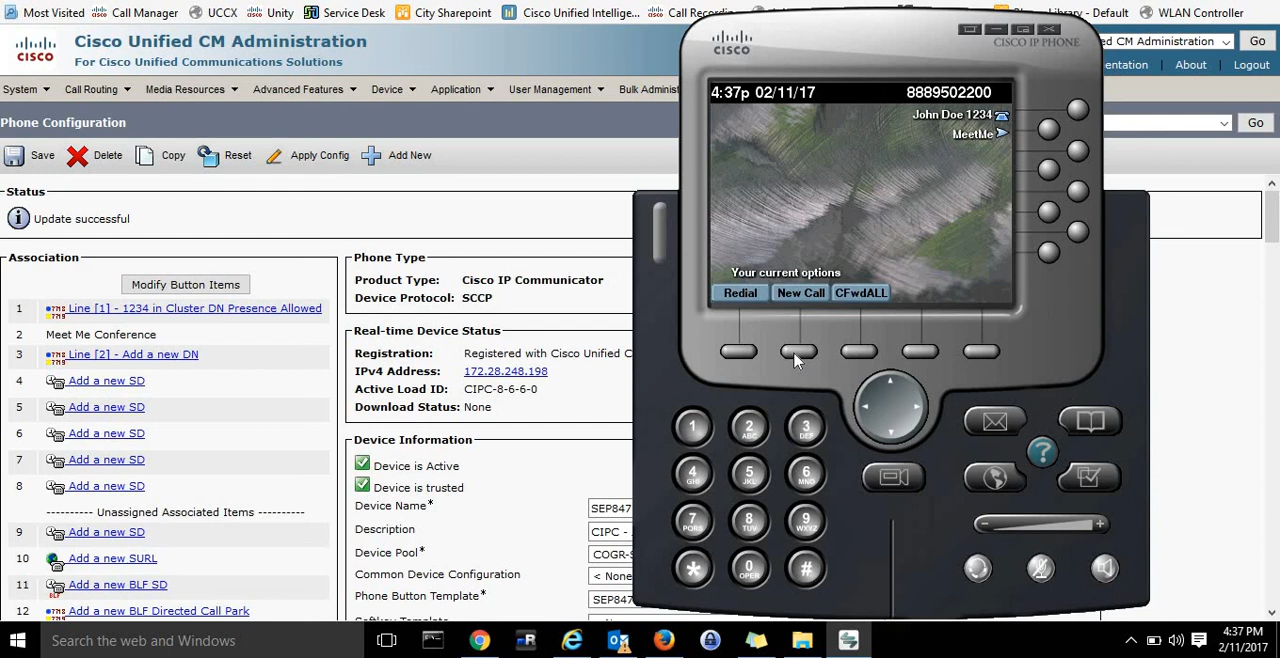 Most Visited Call Manager UCCX Unity Service Desk City Sharepoint Cisco Unified Intellige... Call Recordi... Library - Default WLAN Controller
CISCO
Cisco Unified CM Administration
For Cisco Unified Communications Solutions
ed CM Administration Go
entation About Logout
System Call Routing Media Resources Advanced Features Device Application User Management Bulk Administ
Phone Configuration
Go
Save Delete Copy Reset Apply Config Add New
Status
Update successful
Association
Modify Button Items
1 Line [1] - 1234 in Cluster DN Presence Allowed
2 Meet Me Conference
3 Line [2] - Add a new DN
4 Add a new SD
5 Add a new SD
6 Add a new SD
7 Add a new SD
8 Add a new SD
---------- Unassigned Associated Items ----------
9 Add a new SD
10 Add a new SURL
11 Add a new BLF SD
12 Add a new BLF Directed Call Park
Phone Type
Product Type: Cisco IP Communicator
Device Protocol: SCCP
Real-time Device Status
Registration: Registered with Cisco Unified C
IPv4 Address: 172.28.248.198
Active Load ID: CIPC-8-6-6-0
Download Status: None
Device Information
Device is Active
Device is trusted
Device Name* SEP847
Description CIPC -
Device Pool* COGR-S
Common Device Configuration < None
Phone Button Template* SEP847
CISCO
CISCO IP PHONE
4:37p 02/11/17 8889502200
John Doe 1234
MeetMe
Your current options
Redial New Call CFwdALL
1 2 ABC 3 DEF
4 GHI 5 JKL 6 MNO
7 PQRS 8 TUV 9 WXYZ
* 0 OPER #
?
- +
Search the web and Windows
4:37 PM
2/11/2017